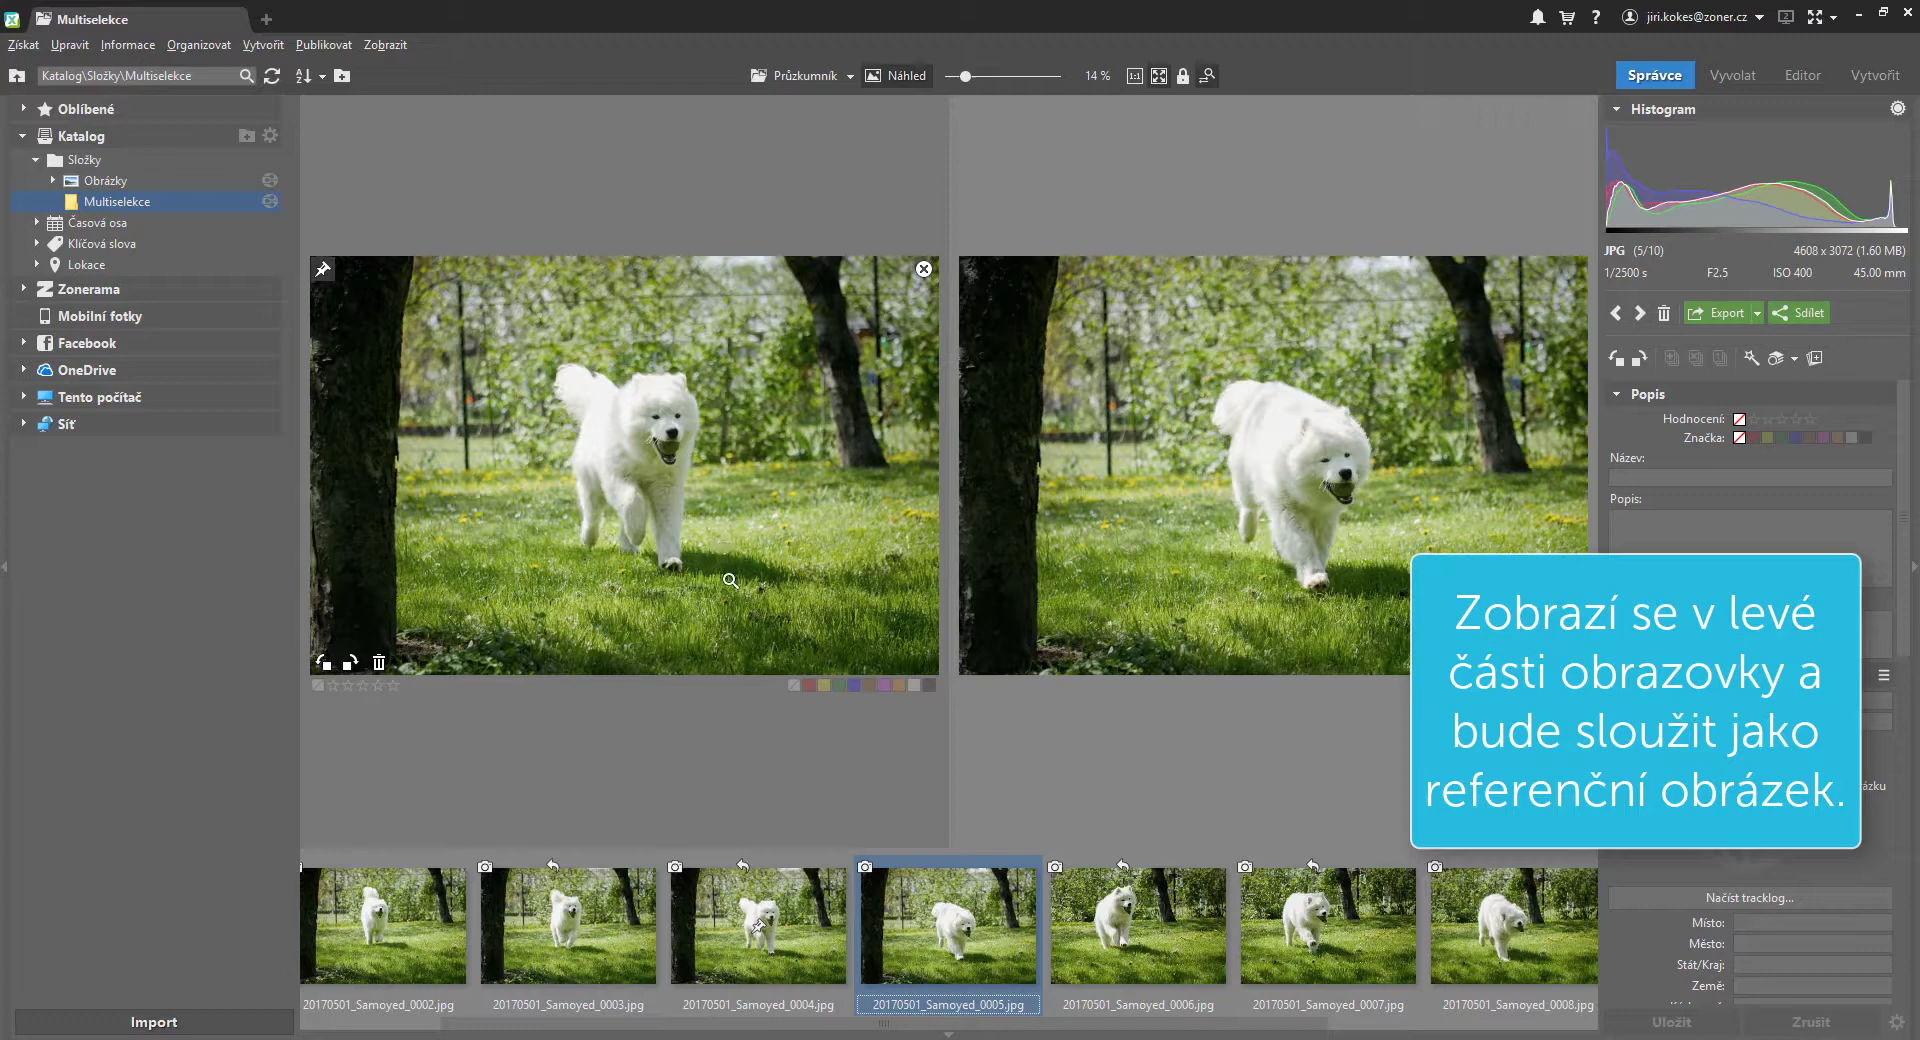 Multiselekce
jiri.kokes@zoner.cz
2
Získat Upravit Informace Organizovat Vytvořit Publikovat Zobrazit
Katalog\Složky\Multiselekce
Průzkumník
Náhled
14 %
1:1
Správce
Vyvolat
Editor
Vytvořit
Oblíbené
Katalog
Složky
Obrázky
Multiselekce
Časová osa
Klíčová slova
Lokace
Zonerama
Mobilní fotky
Facebook
OneDrive
Tento počítač
Síť
Import
Histogram
JPG (5/10) 4608 x 3072 (1.60 MB)
1/2500 s F2.5 ISO 400 45.00 mm
Export
Sdílet
Popis
Hodnocení:
Značka:
Název:
Popis:
Zobrazí se v levé
části obrazovky a
bude sloužit jako
referenční obrázek.
ázku
Načíst tracklog...
Místo:
Město:
Stát/Kraj:
Země:
Uložit
Zrušit
20170501_Samoyed_0002.jpg
20170501_Samoyed_0003.jpg
20170501_Samoyed_0004.jpg
20170501_Samoyed_0005.jpg
20170501_Samoyed_0006.jpg
20170501_Samoyed_0007.jpg
20170501_Samoyed_0008.jpg